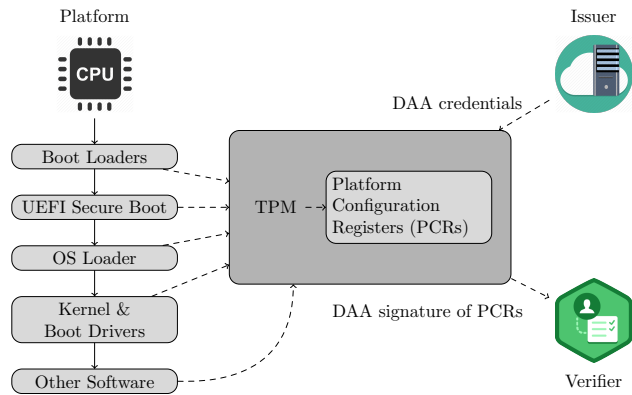 Platform
Issuer
CPU
DAA credentials
Boot Loaders
UEFI Secure Boot
OS Loader
Kernel &
Boot Drivers
Other Software
TPM
Platform
Configuration
Registers (PCRs)
DAA signature of PCRs
Verifier